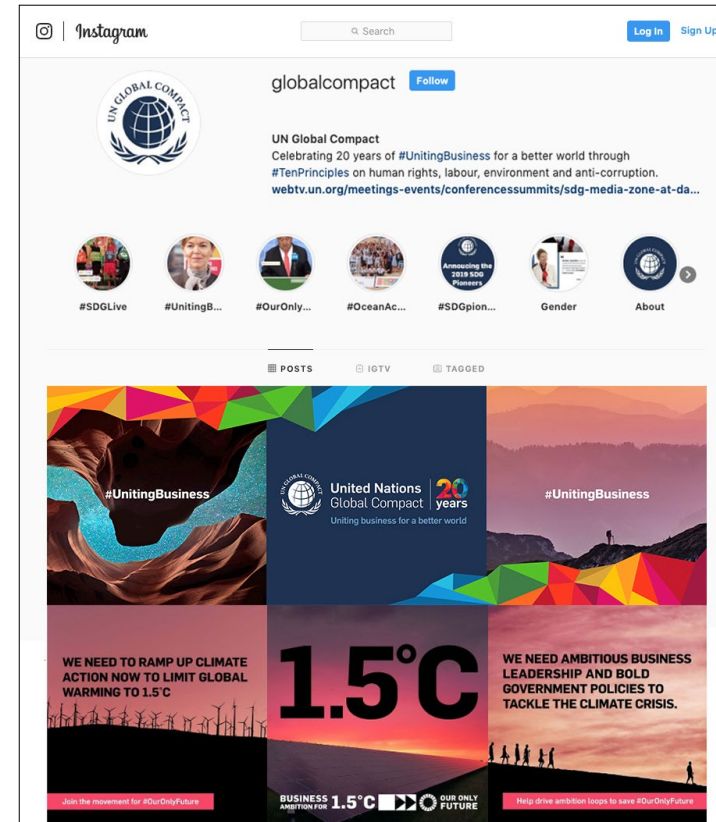 Instagram
Search
Log In
Sign Up
UN GLOBAL COMPACT
globalcompact
Follow
UN Global Compact
Celebrating 20 years of #UnitingBusiness for a better world through
#TenPrinciples on human rights, labour, environment and anti-corruption.
webtv.un.org/meetings-events/conferencessummits/sdg-media-zone-at-da...
Annoucing the
2019 SDG
Pioneers
#SDGLive
#UnitingB...
#OurOnly...
#OceanAc...
#SDGpion...
Gender
About
POSTS
IGTV
TAGGED
#UnitingBusiness
UN GLOBAL COMPACT
United Nations
Global Compact
20
years
Uniting business for a better world
#UnitingBusiness
WE NEED TO RAMP UP CLIMATE
ACTION NOW TO LIMIT GLOBAL
WARMING TO 1.5°C
Join the movement for #OurOnlyFuture
1.5°C
BUSINESS
AMBITION FOR
1.5°C
OUR ONLY
FUTURE
WE NEED AMBITIOUS BUSINESS
LEADERSHIP AND BOLD
GOVERNMENT POLICIES TO
TACKLE THE CLIMATE CRISIS.
Help drive ambition loops to save #OurOnlyFuture